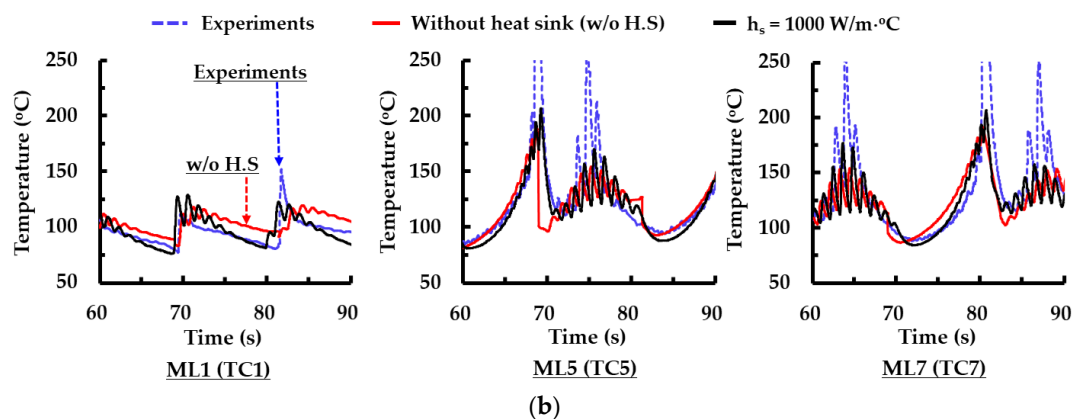 Experiments Without heat sink (w/o H.S) hs = 1000 W/m·°C
250 250 250
Experiments
200 200 200
w/o H.S
150 150 150
100 100 100
50 50 50
Temperature (°C) Temperature (°C) Temperature (°C)
60 70 80 90 60 70 80 90 60 70 80 90
Time (s) Time (s) Time (s)
ML1 (TC1) ML5 (TC5) ML7 (TC7)
(b)